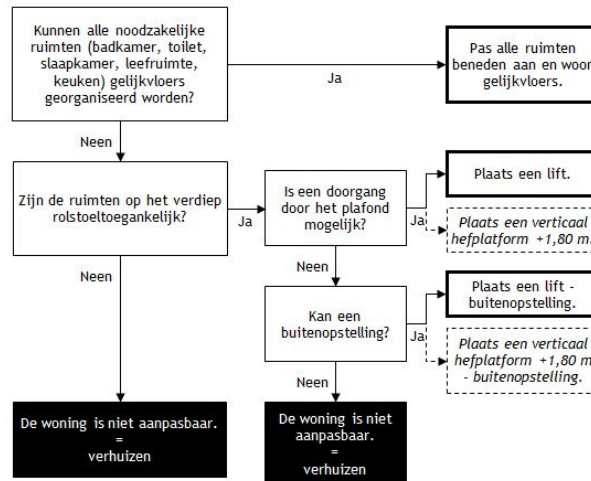 Kunnen alle noodzakelijke
ruimten (badkamer, toilet,
slaapkamer, leefruimte,
keuken) gelijkvloers
georganiseerd worden?
Ja
Pas alle ruimten
beneden aan en woon
gelijkvloers.
Neen
Zijn de ruimten op het verdiep
rolstoeltoegankelijk?
Ja
Is een doorgang
door het plafond
mogelijk?
Ja
Plaats een lift.
Plaats een verticaal
hefplatform +1,80 m.
Neen
Neen
Kan een
buitenopstelling?
Ja
Plaats een lift -
buitenopstelling.
Plaats een verticaal
hefplatform +1,80 m
- buitenopstelling.
Neen
De woning is niet aanpasbaar.
=
verhuizen
De woning is niet
aanpasbaar.
=
verhuizen